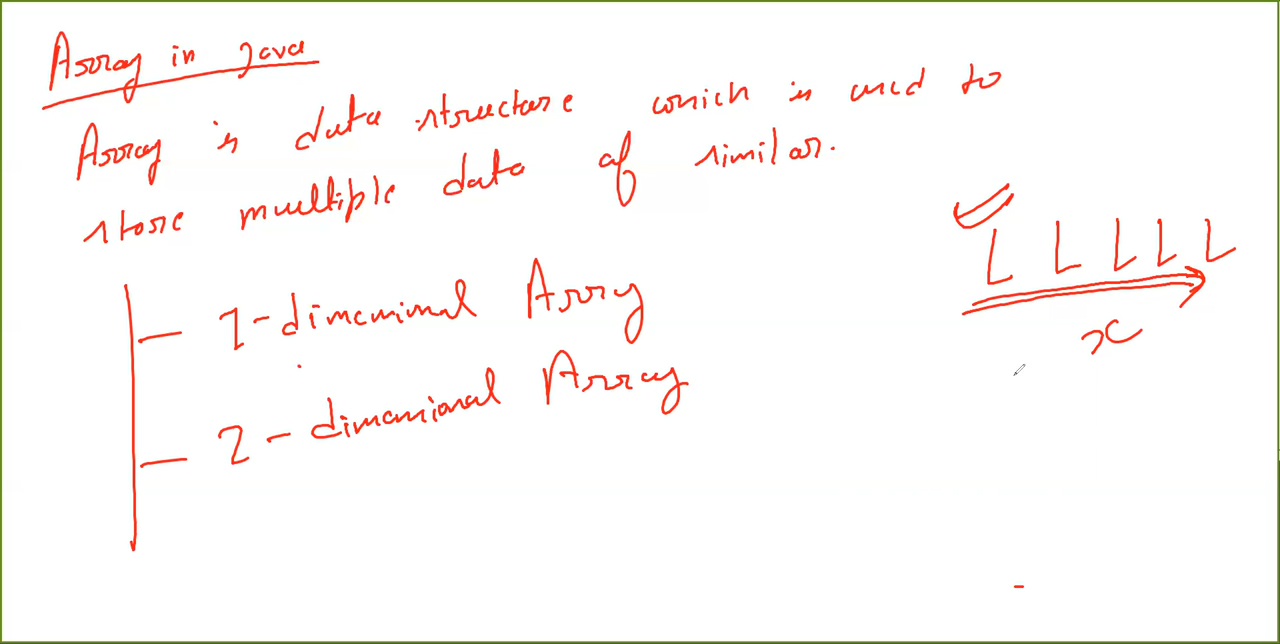 Array in Java
Array is data structure which is used to
store multiple data of similar.
1-dimensional Array
2-dimensional Array
L L L L L
x